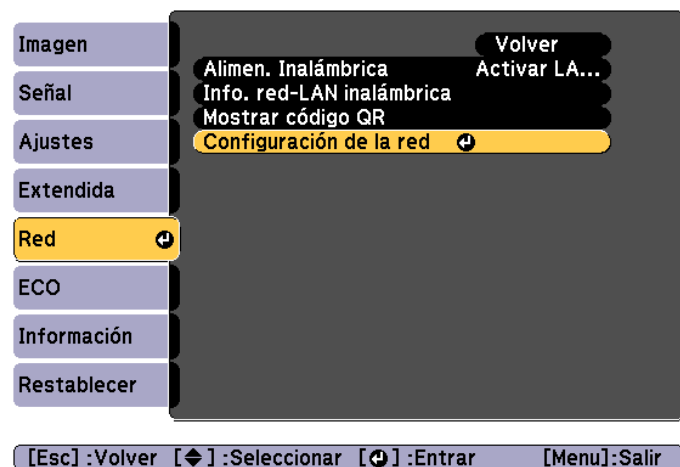 Imagen
Señal
Ajustes
Extendida
Red
ECO
Información
Restablecer
Volver
Alimen. Inalámbrica Activar LA...
Info. red-LAN inalámbrica
Mostrar código QR
Configuración de la red
[Esc] :Volver [◆] :Seleccionar [↵] :Entrar [Menu]:Salir